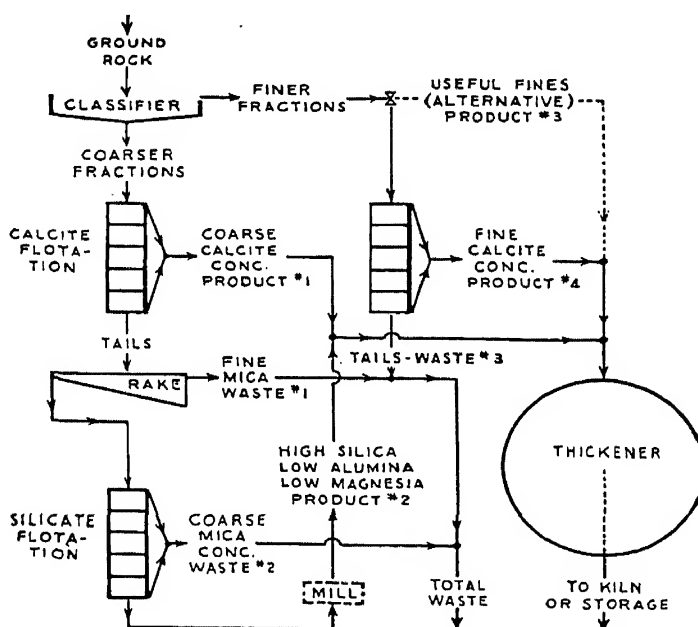 GROUND
ROCK
CLASSIFIER
FINER
FRACTIONS
USEFUL FINES
(ALTERNATIVE)
PRODUCT #3
COARSER
FRACTIONS
CALCITE
FLOTA-
TION
COARSE
CALCITE
CONC.
PRODUCT #1
FINE
CALCITE
CONC.
PRODUCT #4
TAILS
RAKE
FINE
MICA
WASTE #1
TAILS-WASTE #3
THICKENER
HIGH SILICA
LOW ALUMINA
LOW MAGNESIA
PRODUCT #2
SILICATE
FLOTA-
TION
COARSE
MICA
CONC.
WASTE #2
MILL
TOTAL
WASTE
TO KILN
OR STORAGE